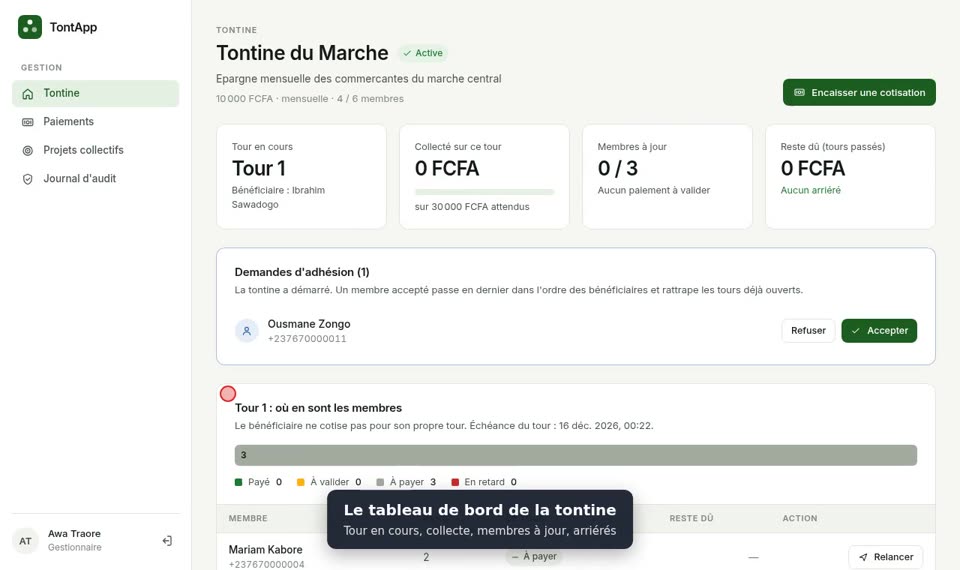 TontApp
GESTION
Tontine
Paiements
Projets collectifs
Journal d'audit
AT
Awa Traore
Gestionnaire
TONTINE
Tontine du Marche
Active
Epargne mensuelle des commercantes du marche central
10 000 FCFA · mensuelle · 4 / 6 membres
Encaisser une cotisation
Tour en cours
Tour 1
Bénéficiaire : Ibrahim
Sawadogo
Collecté sur ce tour
0 FCFA
sur 30 000 FCFA attendus
Membres à jour
0 / 3
Aucun paiement à valider
Reste dû (tours passés)
0 FCFA
Aucun arriéré
Demandes d'adhésion (1)
La tontine a démarré. Un membre accepté passe en dernier dans l'ordre des bénéficiaires et rattrape les tours déjà ouverts.
Ousmane Zongo
+237670000011
Refuser
Accepter
Tour 1 : où en sont les membres
Le bénéficiaire ne cotise pas pour son propre tour. Échéance du tour : 16 déc. 2026, 00:22.
3
Payé 0 À valider 0 À payer 3 En retard 0
Le tableau de bord de la tontine
Tour en cours, collecte, membres à jour, arriérés
MEMBRE RESTE DÛ ACTION
Mariam Kabore
+237670000004
2
– À payer
—
Relancer